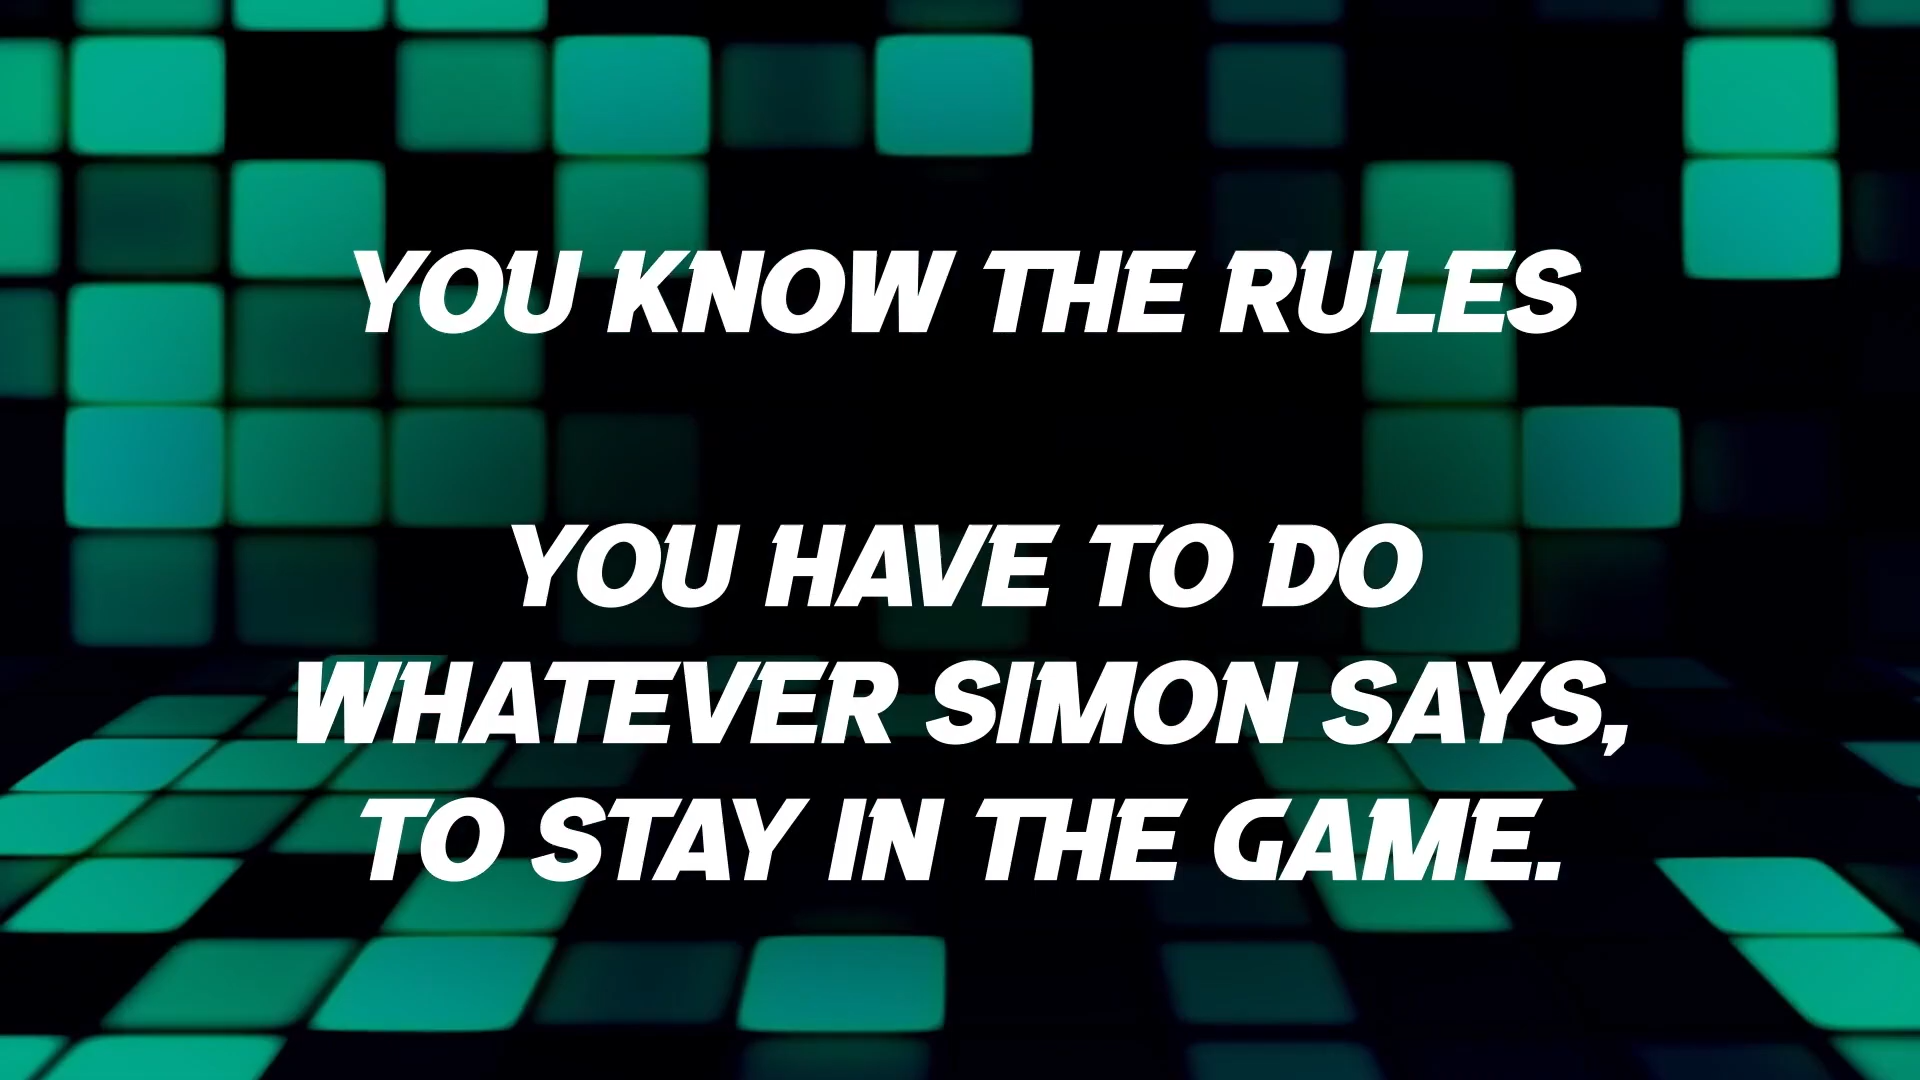 YOU KNOW THE RULES
YOU HAVE TO DO
WHATEVER SIMON SAYS,
TO STAY IN THE GAME.